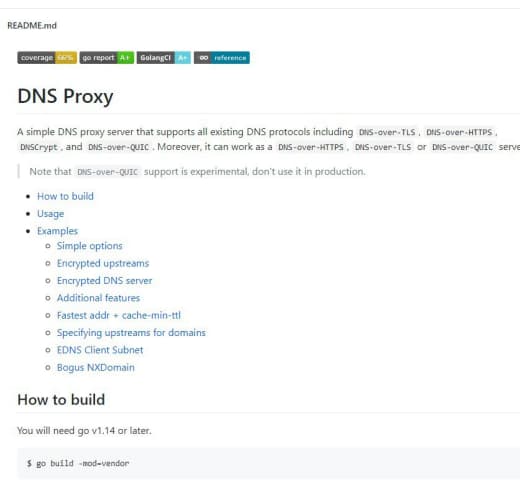 README.md
coverage 66% go report A+ GolangCI A+ reference
DNS Proxy
A simple DNS proxy server that supports all existing DNS protocols including DNS-over-TLS, DNS-over-HTTPS,
DNSCrypt, and DNS-over-QUIC. Moreover, it can work as a DNS-over-HTTPS, DNS-over-TLS or DNS-over-QUIC serve
Note that DNS-over-QUIC support is experimental, don't use it in production.
How to build
Usage
Examples
Simple options
Encrypted upstreams
Encrypted DNS server
Additional features
Fastest addr + cache-min-ttl
Specifying upstreams for domains
EDNS Client Subnet
Bogus NXDomain
How to build
You will need go v1.14 or later.
$ go build -mod=vendor